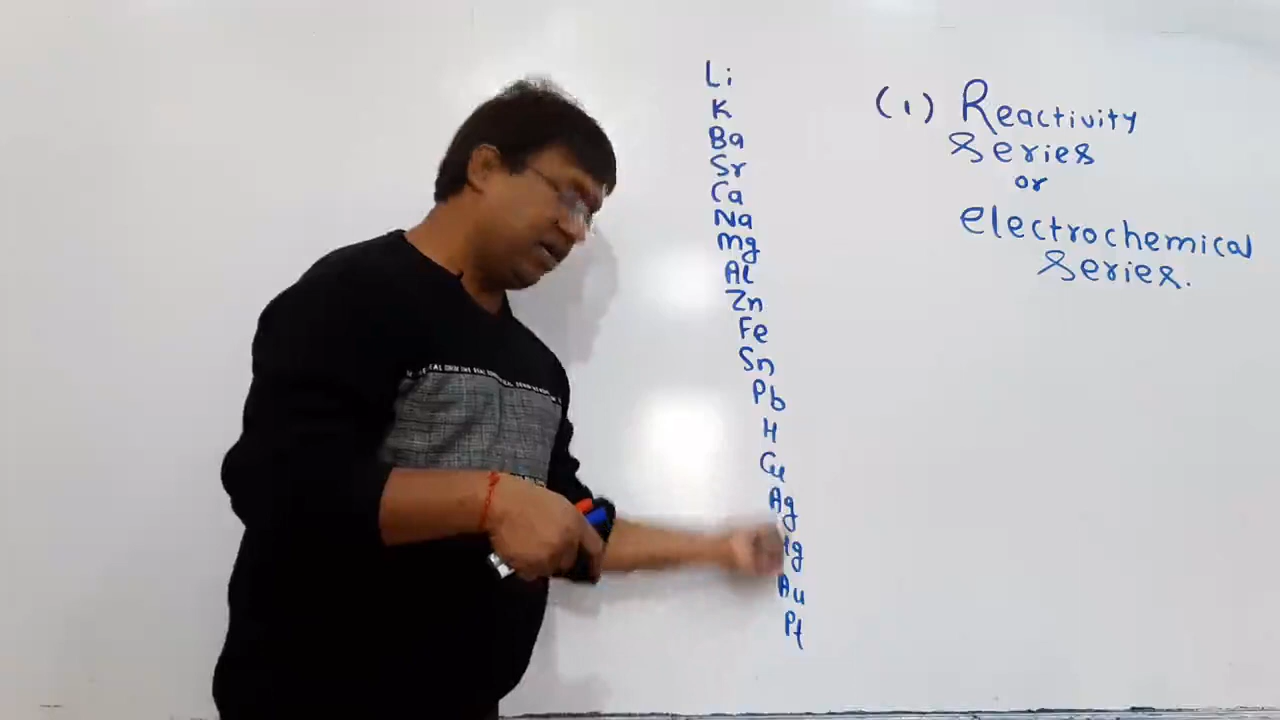 Li
K
Ba
Sr
Ca
Na
Mg
Al
Zn
Fe
Sn
Pb
H
Cu
Ag
Au
Pt
(1) Reactivity
Series
or
Electrochemical
Series.